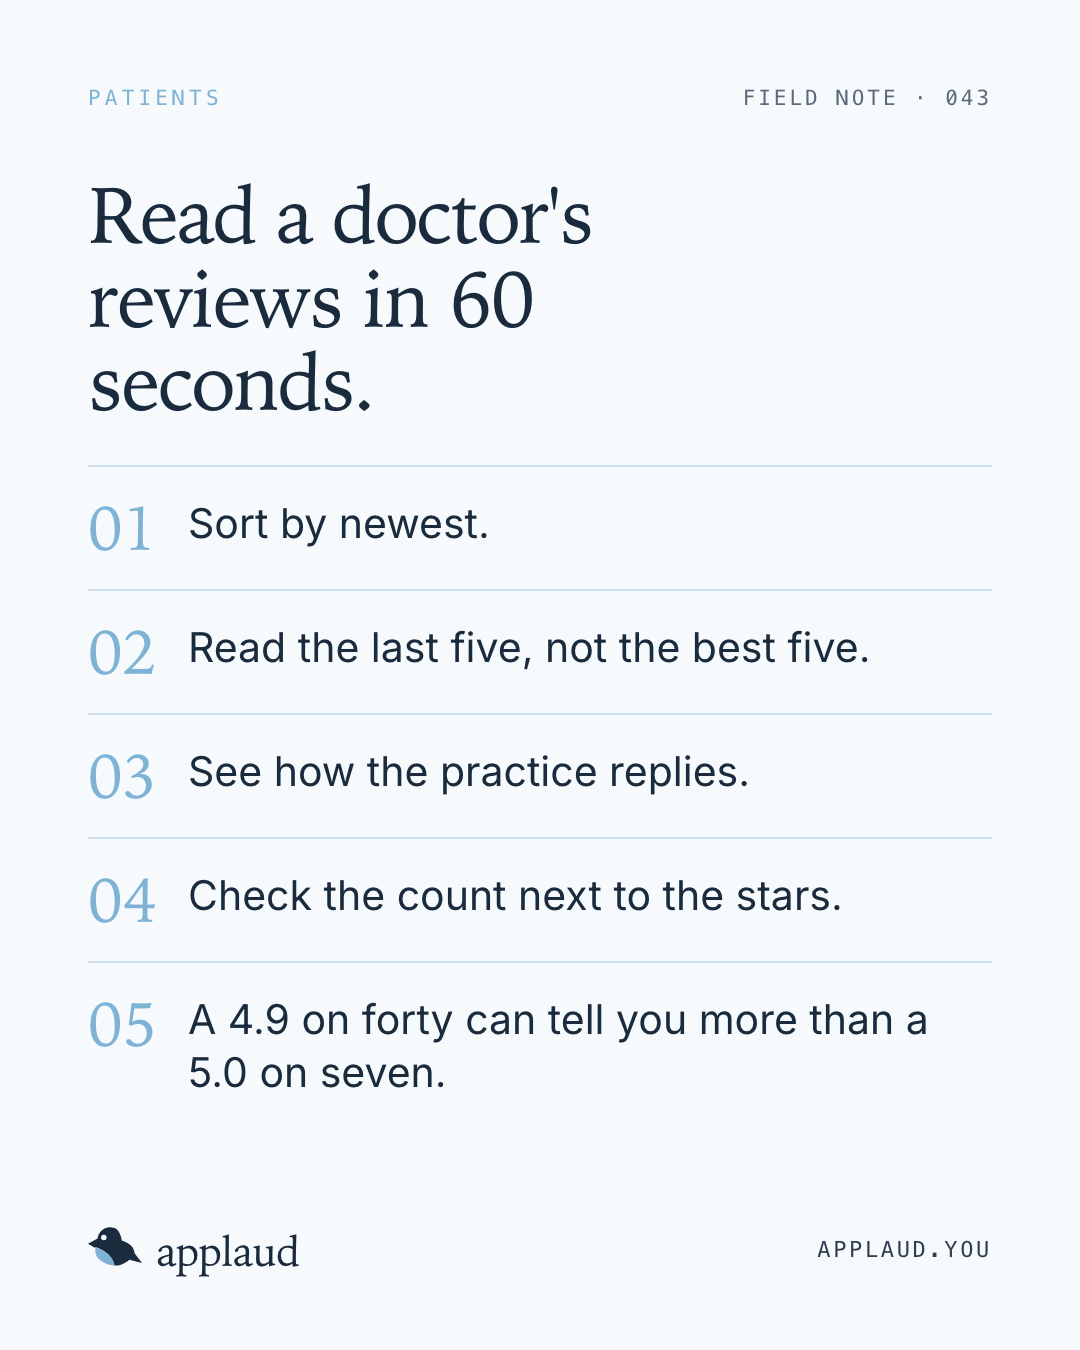 PATIENTS
FIELD NOTE · 043
Read a doctor's
reviews in 60
seconds.
01 Sort by newest.
02 Read the last five, not the best five.
03 See how the practice replies.
04 Check the count next to the stars.
05 A 4.9 on forty can tell you more than a
5.0 on seven.
applaud
APPLAUD.YOU